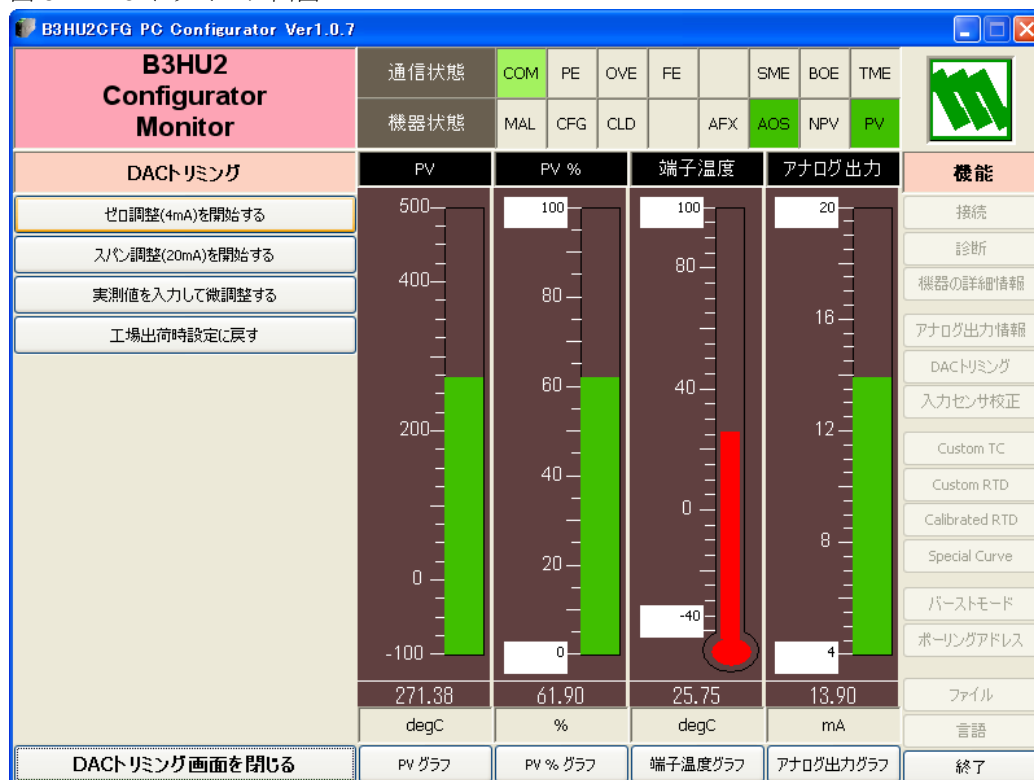 B3HU2CFG PC Configurator Ver1.0.7
B3HU2
Configurator
Monitor
通信状態
COM PE OVE FE SME BOE TME
機器状態
MAL CFG CLD AFX AOS NPV PV
DACトリミング
PV
PV %
端子温度
アナログ出力
機能
ゼロ調整(4mA)を開始する
スパン調整(20mA)を開始する
実測値を入力して微調整する
工場出荷時設定に戻す
500
400
200
0
-100
100
80
60
40
20
0
100
80
40
0
-40
20
16
12
8
4
271.38
61.90
25.75
13.90
degC
%
degC
mA
接続
診断
機器の詳細情報
アナログ出力情報
DACトリミング
入力センサ校正
Custom TC
Custom RTD
Calibrated RTD
Special Curve
バーストモード
ポーリングアドレス
ファイル
言語
DACトリミング画面を閉じる
PV グラフ
PV % グラフ
端子温度グラフ
アナログ出力グラフ
終了